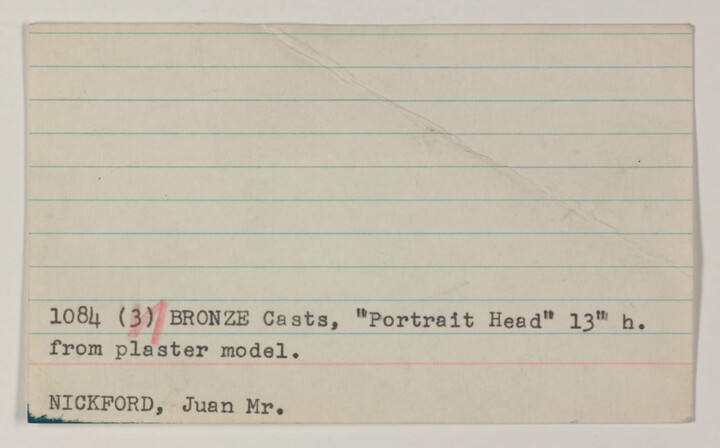 1084 (3) BRONZE Casts, "Portrait Head" 13" h.
from plaster model.
NICKFORD, Juan Mr.